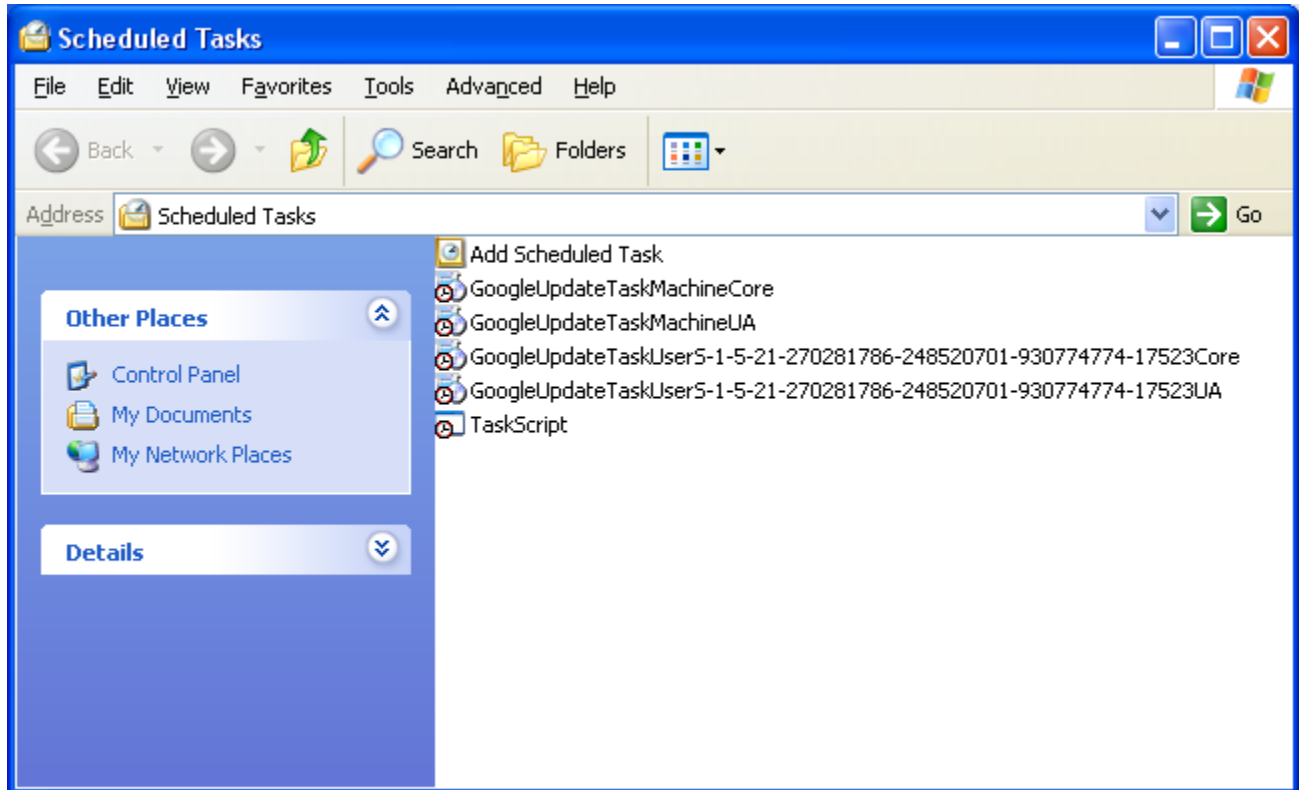 Scheduled Tasks
File Edit View Favorites Tools Advanced Help
Back Search Folders
Address Scheduled Tasks Go
Other Places
Control Panel
My Documents
My Network Places
Details
Add Scheduled Task
GoogleUpdateTaskMachineCore
GoogleUpdateTaskMachineUA
GoogleUpdateTaskUserS-1-5-21-270281786-248520701-930774774-17523Core
GoogleUpdateTaskUserS-1-5-21-270281786-248520701-930774774-17523UA
TaskScript